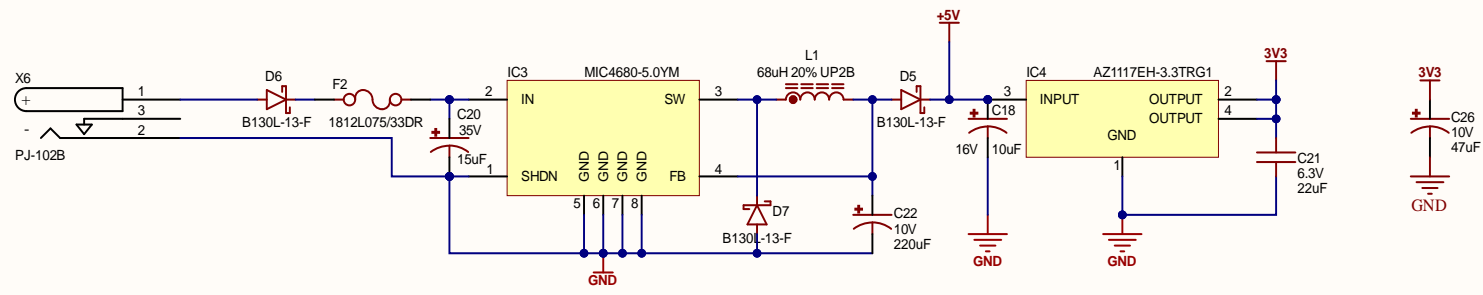 X6
+
-
PJ-102B
1
3
2
D6
B130L-13-F
F2
1812L075/33DR
C20
35V
15uF
IC3
MIC4680-5.0YM
2
IN
SW
3
1
SHDN
FB
4
GND
GND
GND
GND
5
6
7
8
GND
L1
68uH 20% UP2B
D7
B130L-13-F
C22
10V
220uF
D5
B130L-13-F
+5V
C18
16V
10uF
GND
IC4
AZ1117EH-3.3TRG1
3
INPUT
OUTPUT
2
OUTPUT
4
GND
1
GND
3V3
C21
6.3V
22uF
3V3
C26
10V
47uF
GND